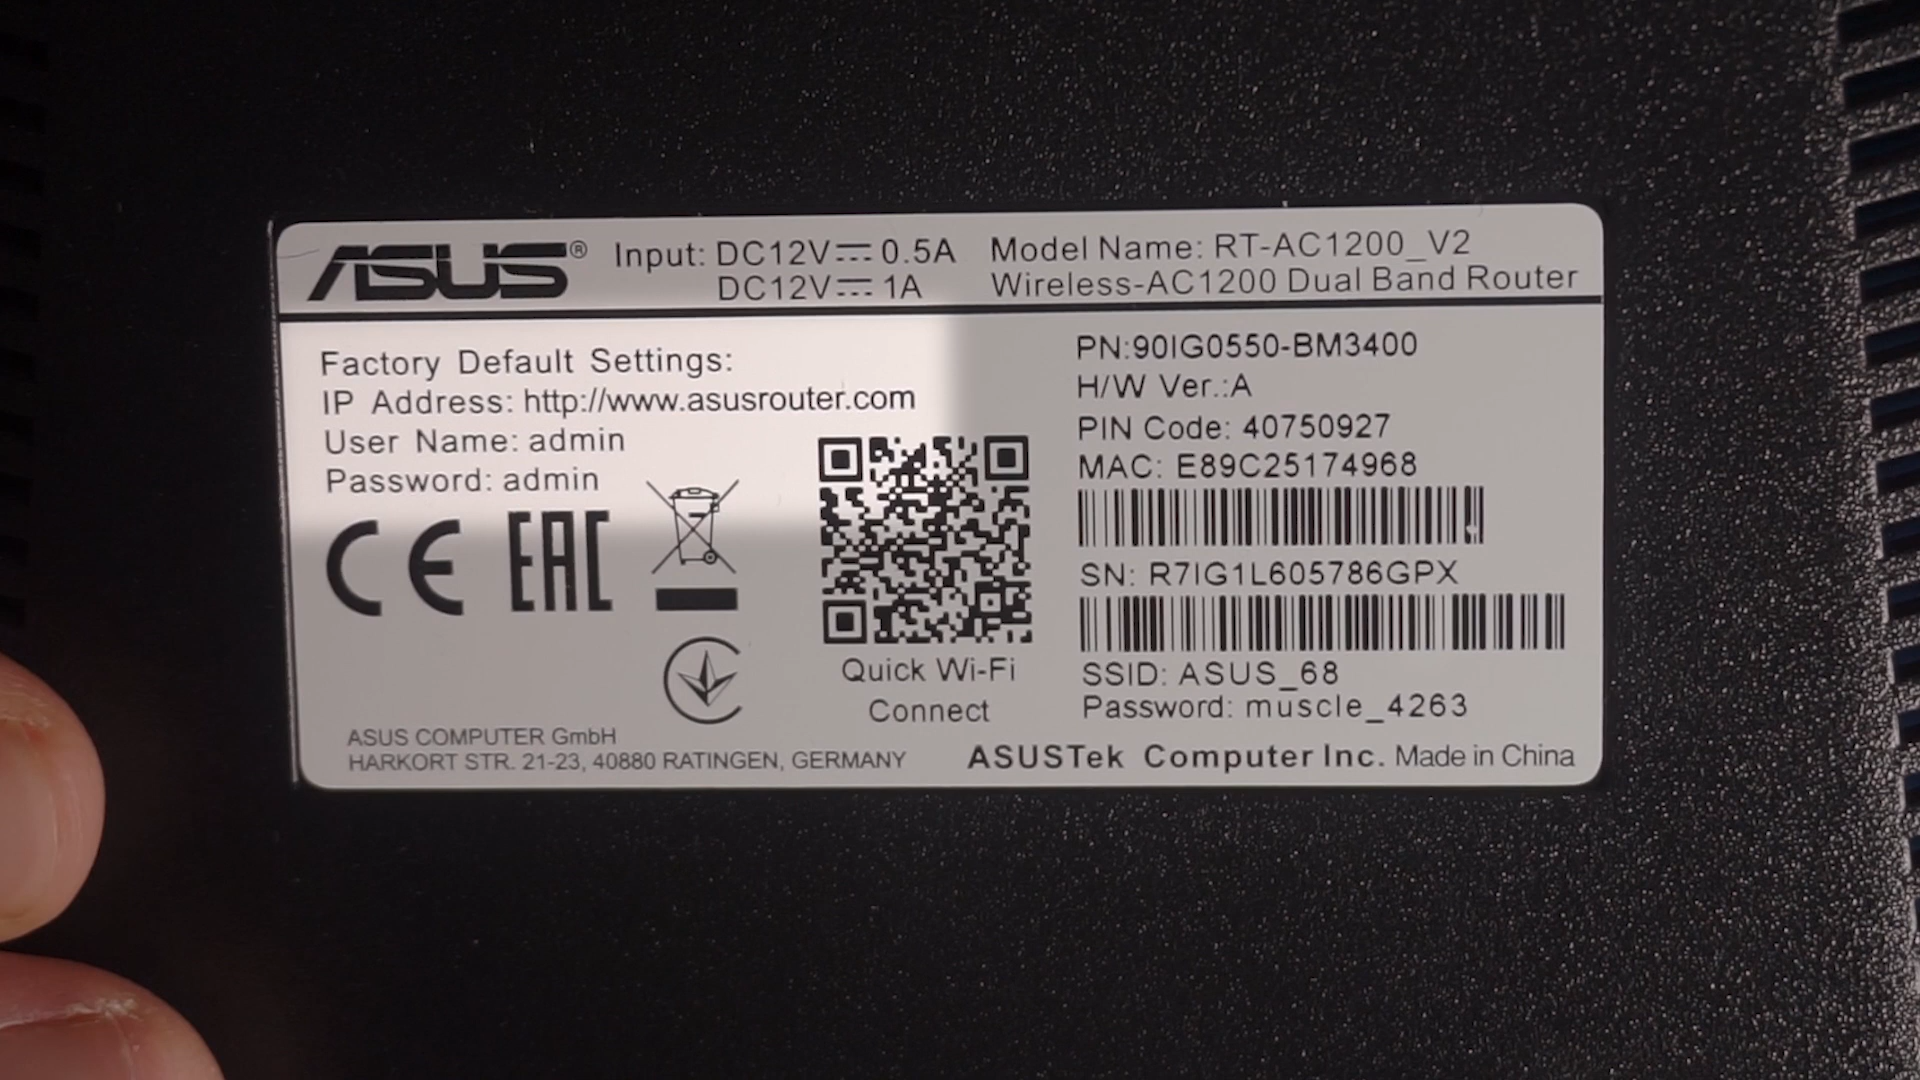 ASUS® Input: DC12V⎓0.5A Model Name: RT-AC1200_V2
DC12V⎓1A Wireless-AC1200 Dual Band Router
Factory Default Settings:
IP Address: http://www.asusrouter.com
User Name: admin
Password: admin
CE EAC
Quick Wi-Fi
Connect
PN:90IG0550-BM3400
H/W Ver.:A
PIN Code: 40750927
MAC: E89C25174968
SN: R7IG1L605786GPX
SSID: ASUS_68
Password: muscle_4263
ASUS COMPUTER GmbH
HARKORT STR. 21-23, 40880 RATINGEN, GERMANY
ASUSTek Computer Inc. Made in China